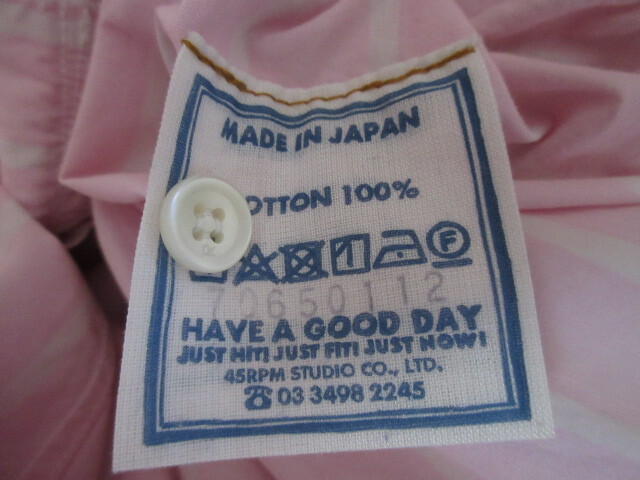 MADE IN JAPAN
OTTON 100%
F
70650112
HAVE A GOOD DAY
JUST HIT! JUST FIT! JUST NOW!
45RPM STUDIO CO., LTD.
☎ 03 3498 2245